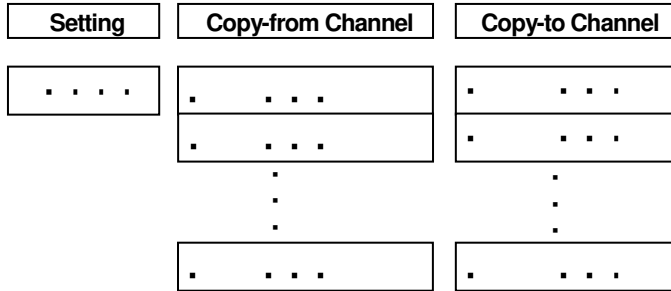 Setting Copy-from Channel Copy-to Channel
. . . .
. . . . . . . .
. . . . . . . .
. .
. .
. .
. . . . . . . .